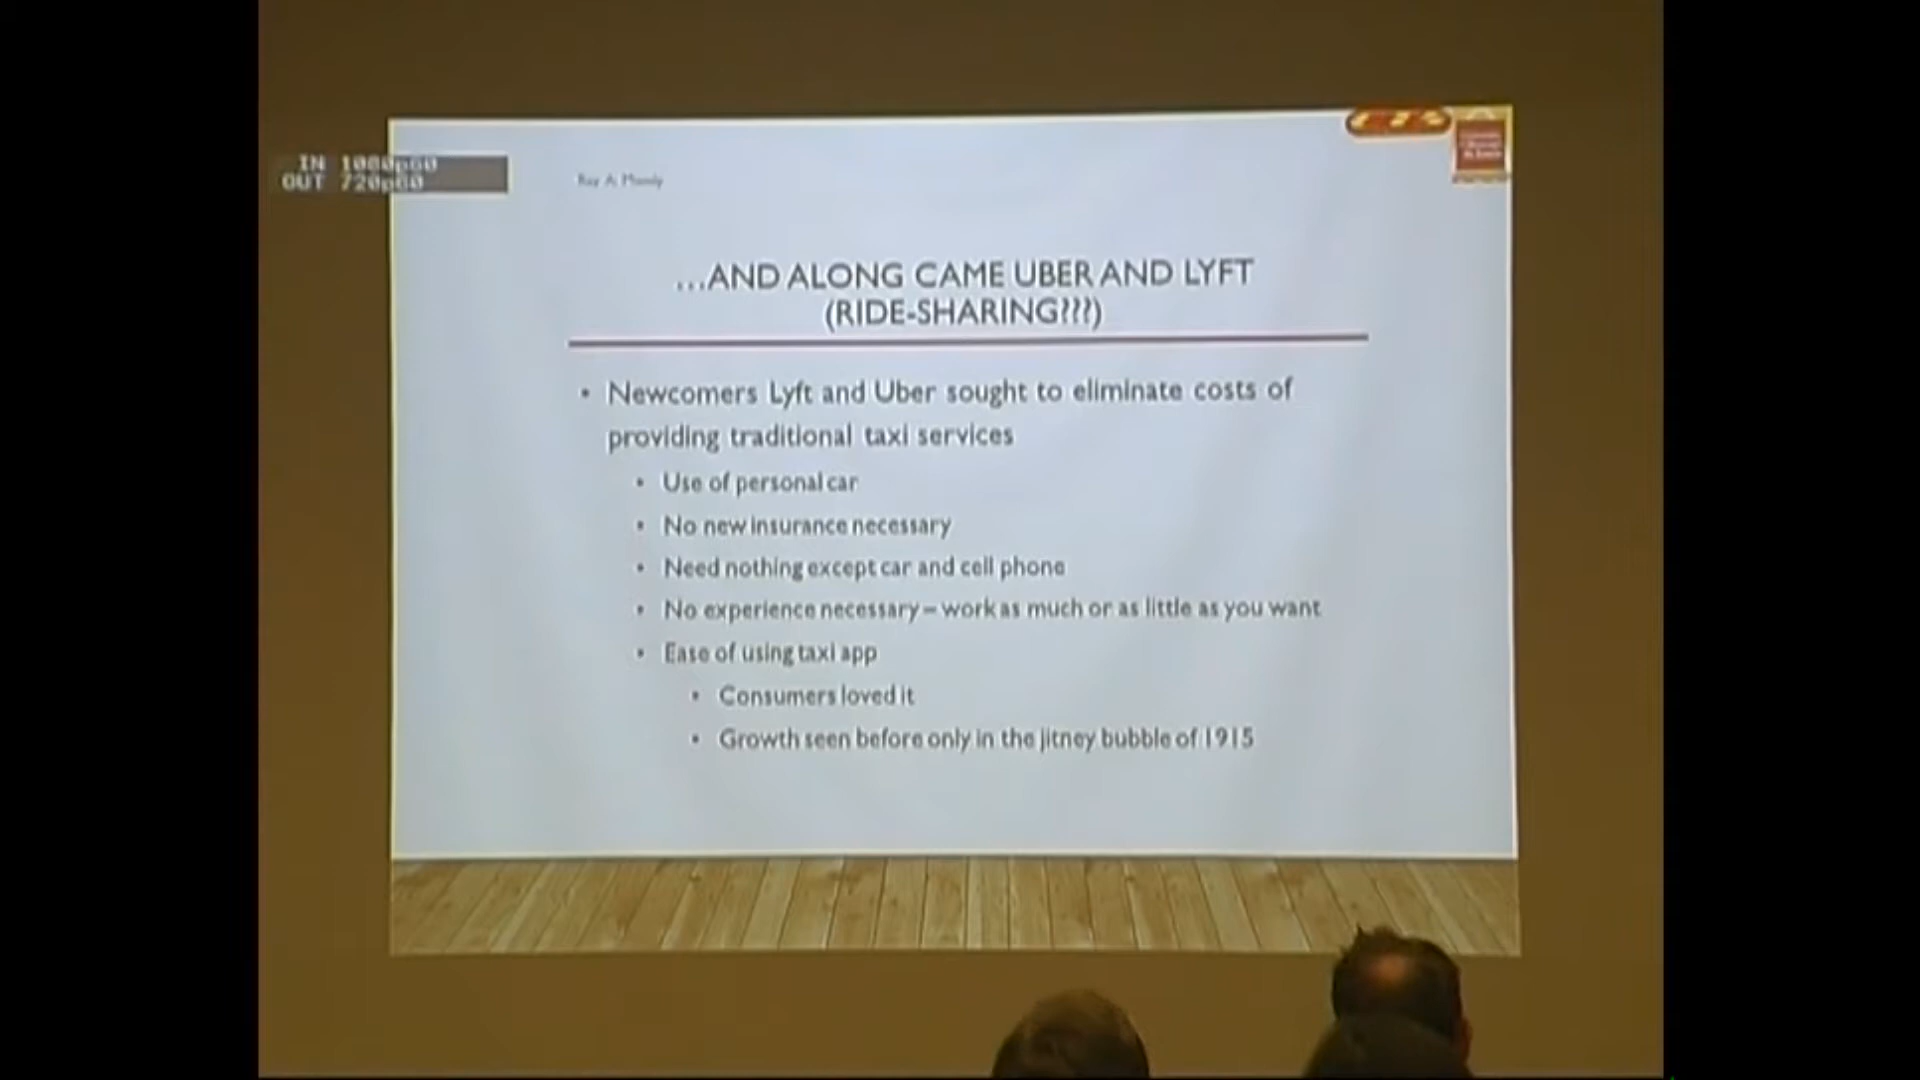 IN 1080p60
OUT 720p60
Ray A. Mundy
…AND ALONG CAME UBER AND LYFT
(RIDE-SHARING???)
• Newcomers Lyft and Uber sought to eliminate costs of
providing traditional taxi services
• Use of personal car
• No new insurance necessary
• Need nothing except car and cell phone
• No experience necessary – work as much or as little as you want
• Ease of using taxi app
• Consumers loved it
• Growth seen before only in the jitney bubble of 1915